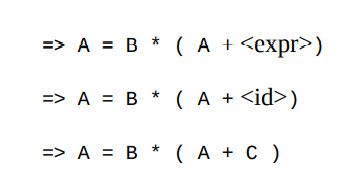 => A = B * ( A + <expr>)
=> A = B * ( A + <id>)
=> A = B * ( A + C )